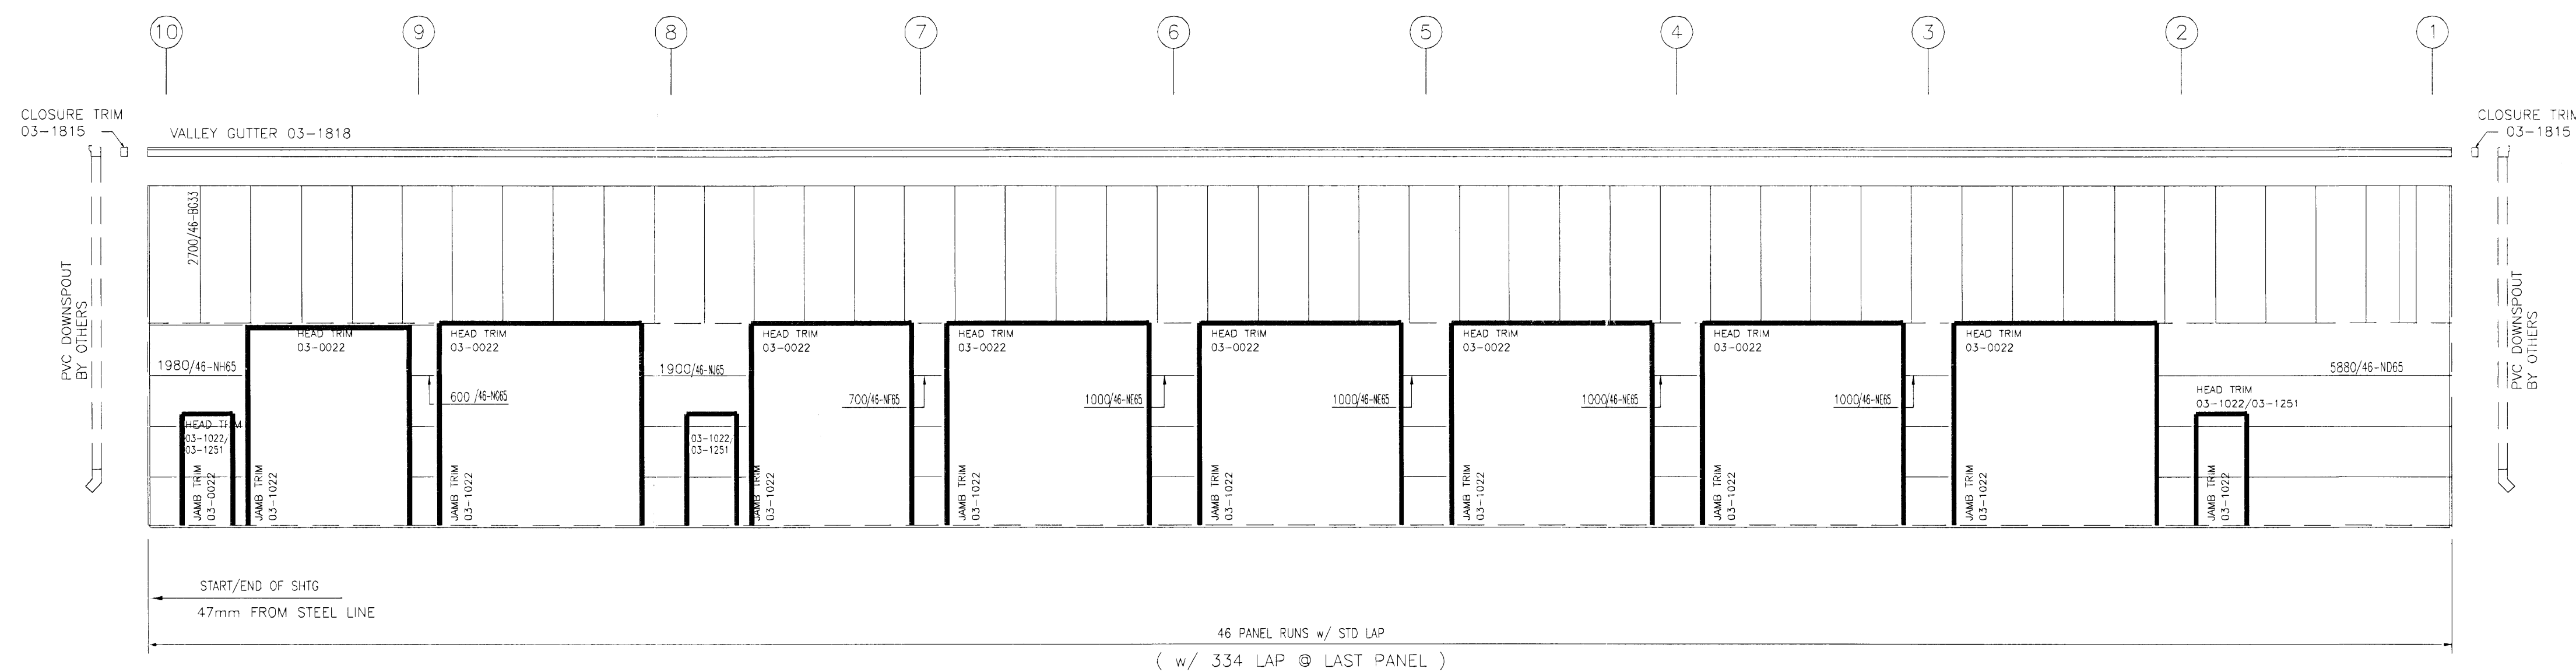 10 9 8 7 6 5 4 3 2 1
CLOSURE TRIM
03-1815
VALLEY GUTTER 03-1818
CLOSURE TRIM
03-1815
2700/46-BG33
PVC DOWNSPOUT
BY OTHERS
PVC DOWNSPOUT
BY OTHERS
HEAD TRIM
03-0022
HEAD TRIM
03-0022
HEAD TRIM
03-0022
HEAD TRIM
03-0022
HEAD TRIM
03-0022
HEAD TRIM
03-0022
HEAD TRIM
03-0022
HEAD TRIM
03-0022
1980/46-NH65
600 /46-NG65
1900/46-NJ65
700/46-NF65
1000/46-NE65
1000/46-NE65
1000/46-NE65
1000/46-NE65
5880/46-ND65
HEAD TRIM
03-1022/03-1251
HEAD TRIM
03-1022/
03-1251
03-1022/
03-1251
JAMB TRIM
03-0022
JAMB TRIM
03-1022
JAMB TRIM
03-1022
JAMB TRIM
03-1022
JAMB TRIM
03-1022
JAMB TRIM
03-1022
JAMB TRIM
03-1022
JAMB TRIM
03-1022
JAMB TRIM
03-1022
JAMB TRIM
03-1022
START/END OF SHTG
47mm FROM STEEL LINE
46 PANEL RUNS w/ STD LAP
( w/ 334 LAP @ LAST PANEL )